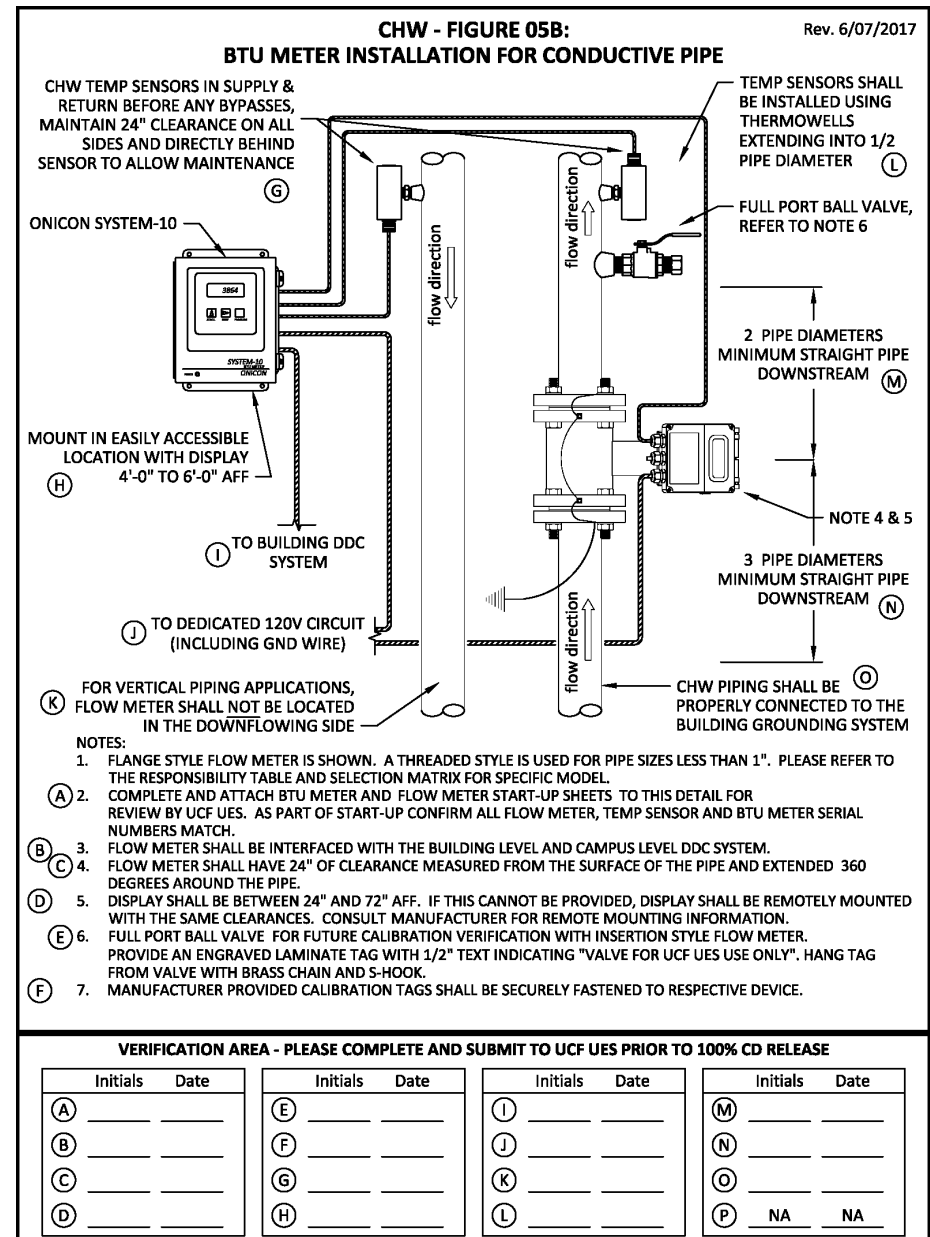 CHW - FIGURE 05B:
BTU METER INSTALLATION FOR CONDUCTIVE PIPE
Rev. 6/07/2017
CHW TEMP SENSORS IN SUPPLY &
RETURN BEFORE ANY BYPASSES,
MAINTAIN 24" CLEARANCE ON ALL
SIDES AND DIRECTLY BEHIND
SENSOR TO ALLOW MAINTENANCE
G
TEMP SENSORS SHALL
BE INSTALLED USING
THERMOWELLS
EXTENDING INTO 1/2
PIPE DIAMETER
L
FULL PORT BALL VALVE,
REFER TO NOTE 6
ONICON SYSTEM-10
3864
SYSTEM-10
ONICON
flow direction
flow direction
2 PIPE DIAMETERS
MINIMUM STRAIGHT PIPE
DOWNSTREAM
M
MOUNT IN EASILY ACCESSIBLE
LOCATION WITH DISPLAY
4'-0" TO 6'-0" AFF
H
NOTE 4 & 5
I
TO BUILDING DDC
SYSTEM
3 PIPE DIAMETERS
MINIMUM STRAIGHT PIPE
DOWNSTREAM
N
J
TO DEDICATED 120V CIRCUIT
(INCLUDING GND WIRE)
flow direction
K
FOR VERTICAL PIPING APPLICATIONS,
FLOW METER SHALL NOT BE LOCATED
IN THE DOWNFLOWING SIDE
O
CHW PIPING SHALL BE
PROPERLY CONNECTED TO THE
BUILDING GROUNDING SYSTEM
NOTES:
1. FLANGE STYLE FLOW METER IS SHOWN. A THREADED STYLE IS USED FOR PIPE SIZES LESS THAN 1". PLEASE REFER TO
THE RESPONSIBILITY TABLE AND SELECTION MATRIX FOR SPECIFIC MODEL.
A 2. COMPLETE AND ATTACH BTU METER AND FLOW METER START-UP SHEETS TO THIS DETAIL FOR
REVIEW BY UCF UES. AS PART OF START-UP CONFIRM ALL FLOW METER, TEMP SENSOR AND BTU METER SERIAL
NUMBERS MATCH.
B 3. FLOW METER SHALL BE INTERFACED WITH THE BUILDING LEVEL AND CAMPUS LEVEL DDC SYSTEM.
C 4. FLOW METER SHALL HAVE 24" OF CLEARANCE MEASURED FROM THE SURFACE OF THE PIPE AND EXTENDED 360
DEGREES AROUND THE PIPE.
D 5. DISPLAY SHALL BE BETWEEN 24" AND 72" AFF. IF THIS CANNOT BE PROVIDED, DISPLAY SHALL BE REMOTELY MOUNTED
WITH THE SAME CLEARANCES. CONSULT MANUFACTURER FOR REMOTE MOUNTING INFORMATION.
E 6. FULL PORT BALL VALVE FOR FUTURE CALIBRATION VERIFICATION WITH INSERTION STYLE FLOW METER.
PROVIDE AN ENGRAVED LAMINATE TAG WITH 1/2" TEXT INDICATING "VALVE FOR UCF UES USE ONLY". HANG TAG
FROM VALVE WITH BRASS CHAIN AND S-HOOK.
F 7. MANUFACTURER PROVIDED CALIBRATION TAGS SHALL BE SECURELY FASTENED TO RESPECTIVE DEVICE.
VERIFICATION AREA - PLEASE COMPLETE AND SUBMIT TO UCF UES PRIOR TO 100% CD RELEASE
Initials Date Initials Date Initials Date Initials Date
A E I M
B F J N
C G K O
D H L P NA NA